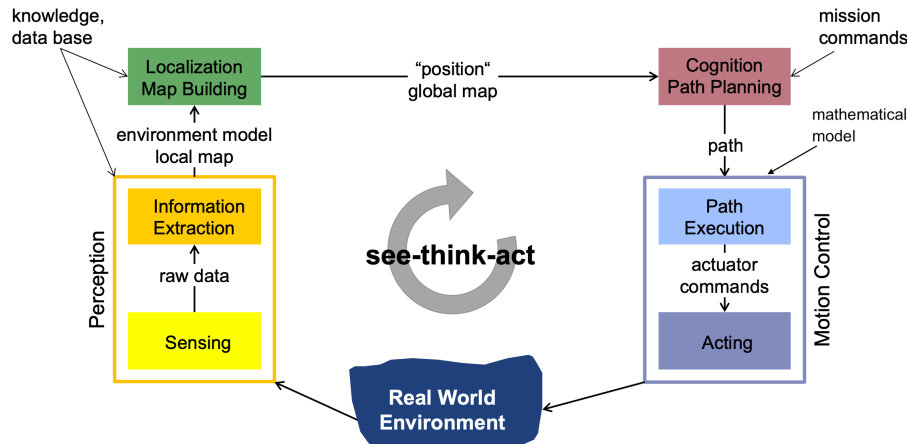 knowledge,
data base
Localization
Map Building
“position“
global map
Cognition
Path Planning
mission
commands
mathematical
model
environment model
local map
path
Perception
Information
Extraction
raw data
Sensing
see-think-act
Path
Execution
actuator
commands
Acting
Motion Control
Real World
Environment